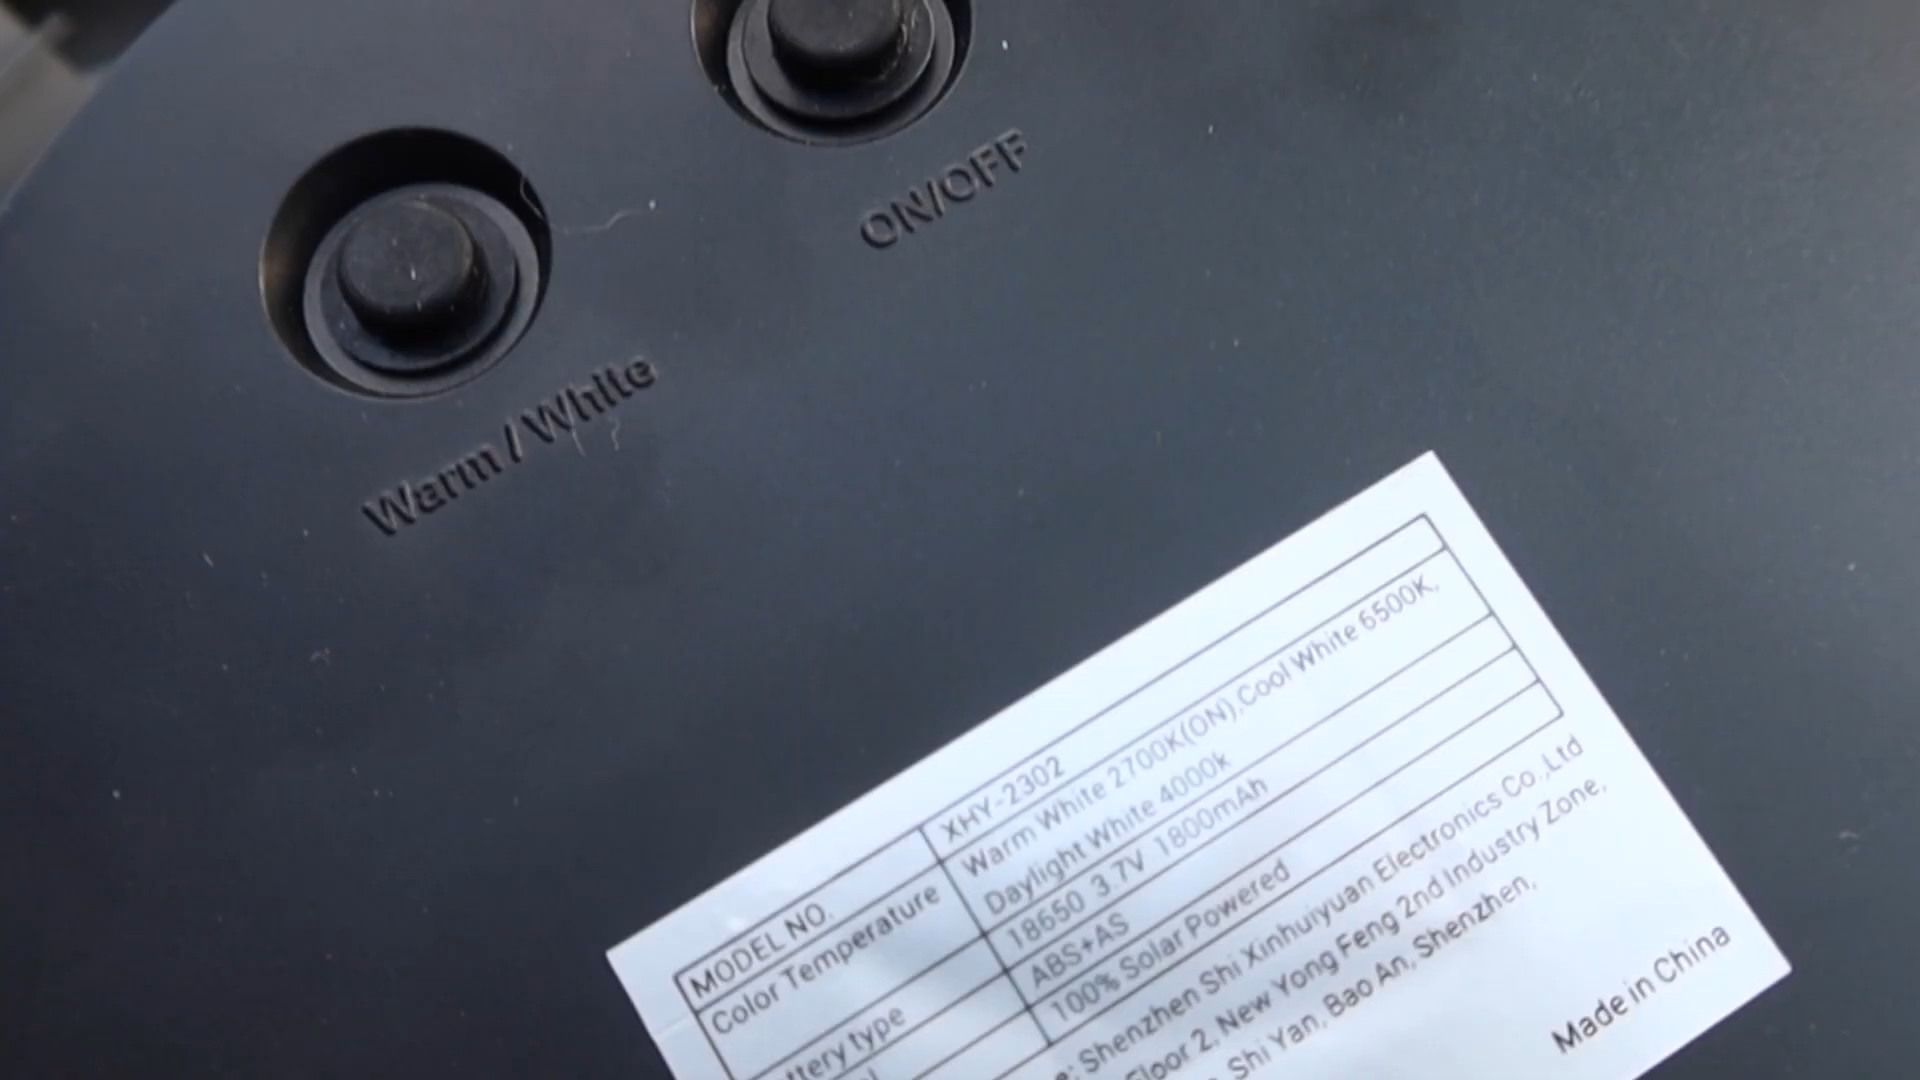 ON/OFF
Warm / White
MODEL NO. XHY-2302
Color Temperature Warm White 2700K(ON),Cool White 6500K,
Daylight White 4000k
ttery type 18650 3.7V 1800mAh
ABS+AS
100% Solar Powered
e: Shenzhen Shi Xinhuiyuan Electronics Co.,Ltd
Floor 2, New Yong Feng 2nd Industry Zone,
Shi Yan, Bao An, Shenzhen,
Made in China